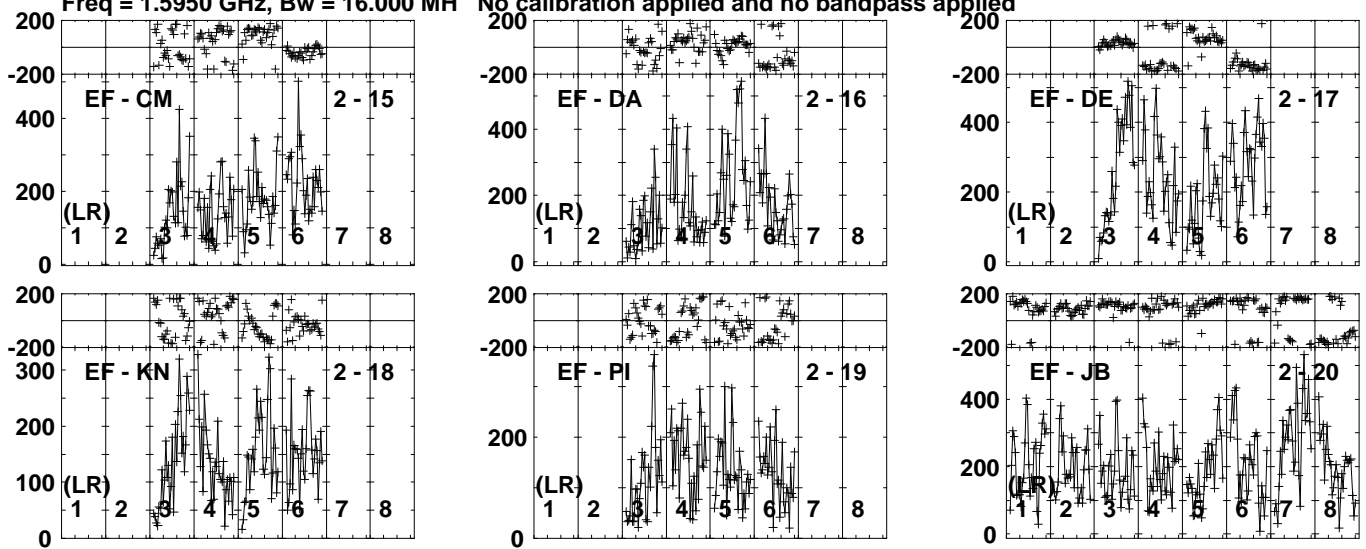 Freq = 1.5950 GHz, Bw = 16.000 MH No calibration applied and no bandpass applied
200
-200
EF - CM 2 - 15
400
200
0
(LR)
1 2 3 4 5 6 7 8
200
-200
EF - DA 2 - 16
400
200
0
(LR)
1 2 3 4 5 6 7 8
200
-200
EF - DE 2 - 17
400
200
0
(LR)
1 2 3 4 5 6 7 8
200
-200
EF - KN 2 - 18
300
200
100
0
(LR)
1 2 3 4 5 6 7 8
200
-200
EF - PI 2 - 19
200
0
(LR)
1 2 3 4 5 6 7 8
200
-200
EF - JB 2 - 20
400
200
0
(LR)
1 2 3 4 5 6 7 8